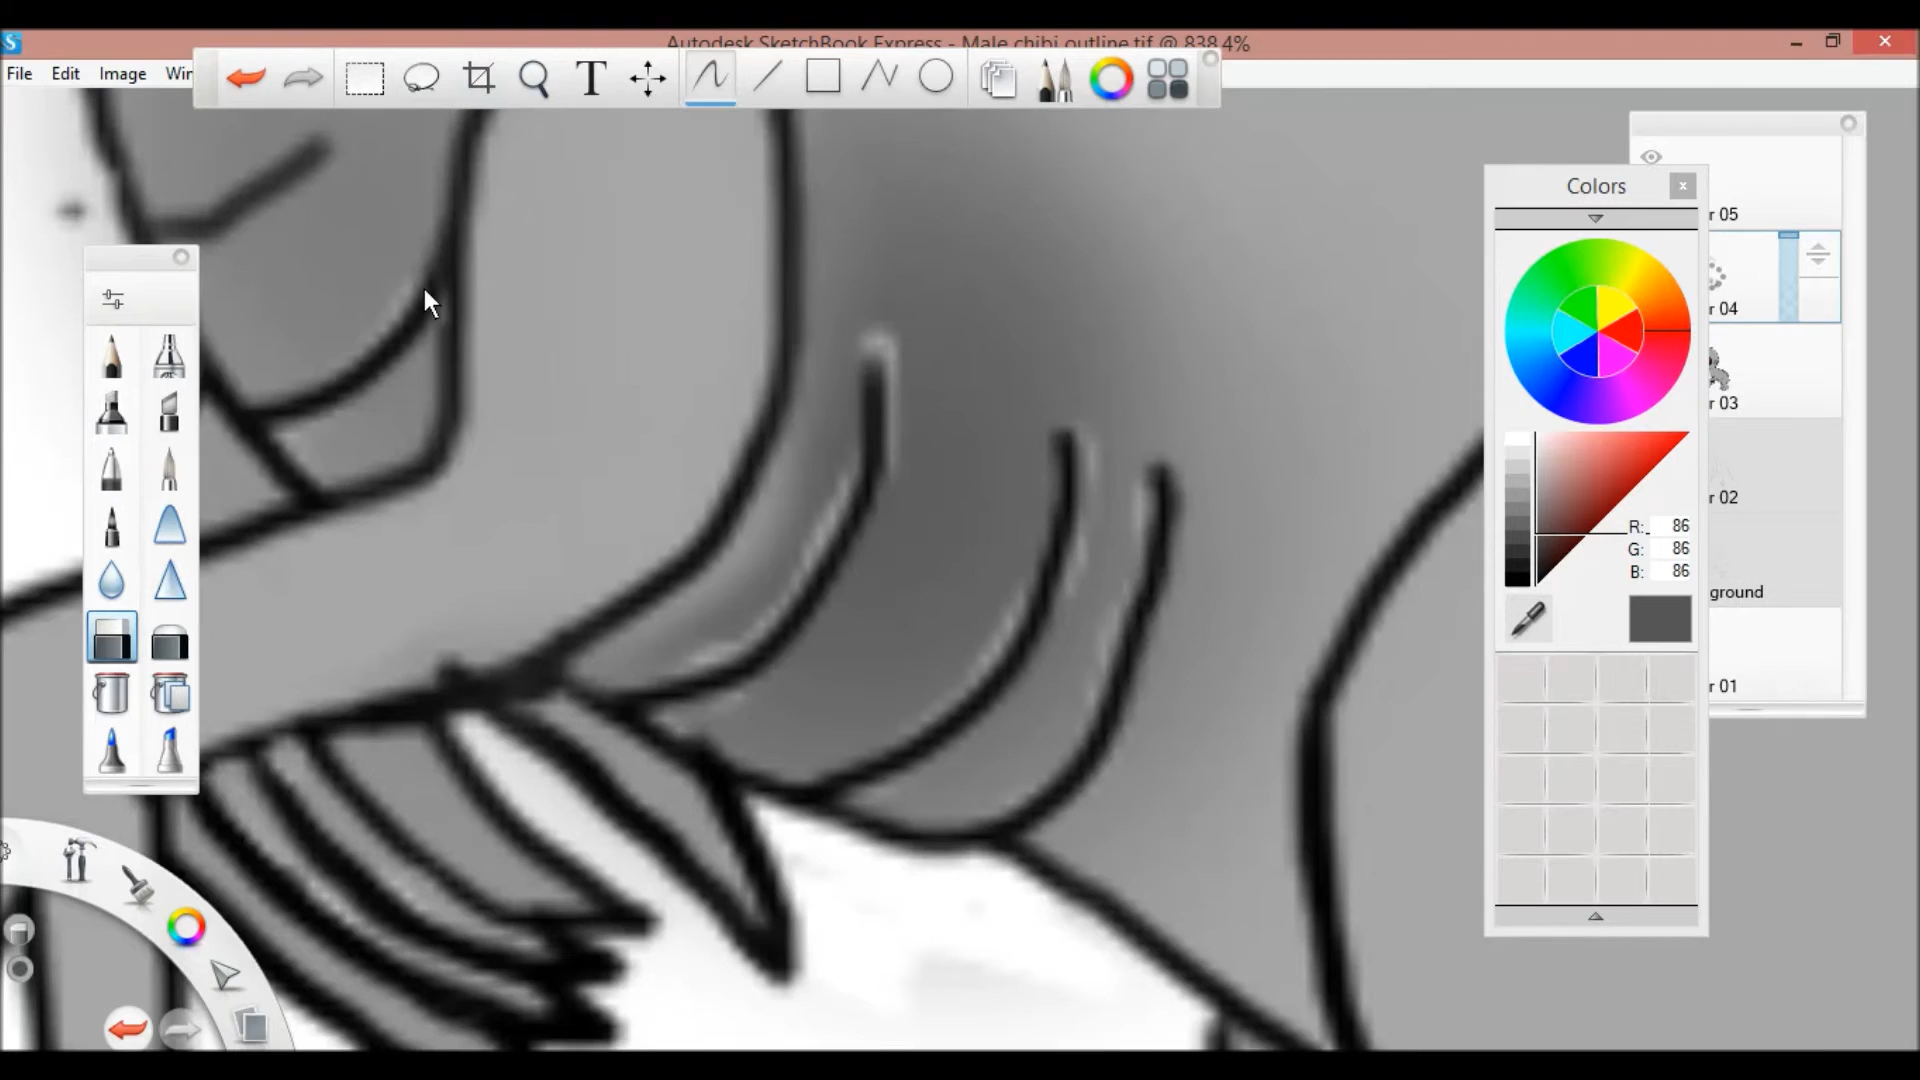 Autodesk SketchBook Express - Male chibi outline.tif @ 838.4%
File Edit Image Win
T
Colors
r 05
r 04
r 03
r 02
R: 86
G: 86
B: 86
ground
r 01